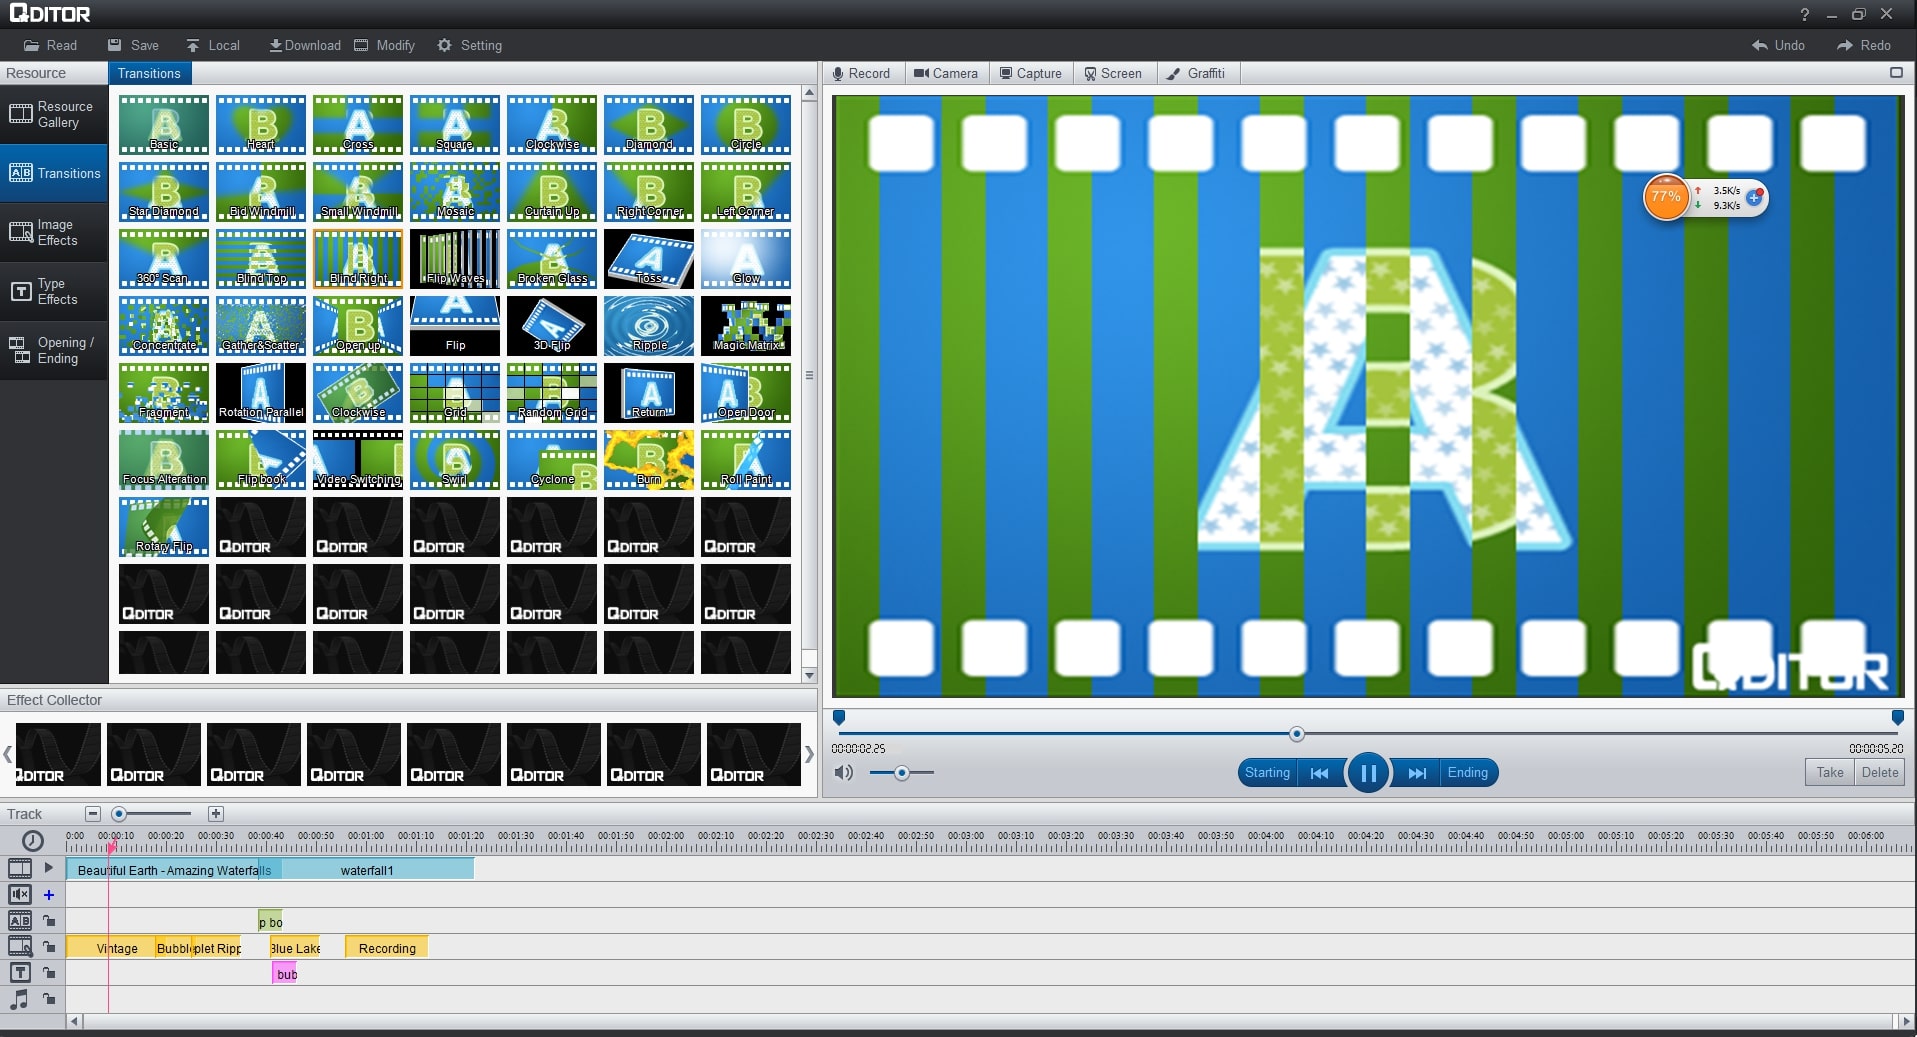 QDITOR
?
Read Save Local Download Modify Setting Undo Redo
Resource
Transitions
Record Camera Capture Screen Graffiti
Resource
Gallery
Transitions
Image
Effects
Type
Effects
Opening /
Ending
Basic Heart Cross Square Clockwise Diamond Circle
Star Diamond Bid Windmill Small Windmill Mosaic Curtain Up Right Corner Left Corner
360° Scan Blind Top Blind Right Flip Waves Broken Glass Toss Glow
Concentrate Gather&Scatter Open up Flip 3D Flip Ripple Magic Matrix
Fragment Rotation Parallel Clockwise Grid Random Grid Return Open Door
Focus Alteration Flip book Video Switching Swirl Cyclone Burn Roll Paint
Rotary Flip QDITOR QDITOR QDITOR QDITOR QDITOR QDITOR
QDITOR QDITOR QDITOR QDITOR QDITOR QDITOR QDITOR
77%
3.5K/s
9.3K/s
A B
QDITOR
Effect Collector
QDITOR QDITOR QDITOR QDITOR QDITOR QDITOR QDITOR QDITOR
00:00:02.25 00:00:05.20
Starting Ending
Take Delete
Track
0:00 00:00:10 00:00:20 00:00:30 00:00:40 00:00:50 00:01:00 00:01:10 00:01:20 00:01:30 00:01:40 00:01:50 00:02:00 00:02:10 00:02:20 00:02:30 00:02:40 00:02:50 00:03:00 00:03:10 00:03:20 00:03:30 00:03:40 00:03:50 00:04:00 00:04:10 00:04:20 00:04:30 00:04:40 00:04:50 00:05:00 00:05:10 00:05:20 00:05:30 00:05:40 00:05:50 00:06:00
Beautiful Earth - Amazing Waterfalls waterfall1
AB p bo
Vintage Bubble plet Ripp Blue Lake Recording
T bub